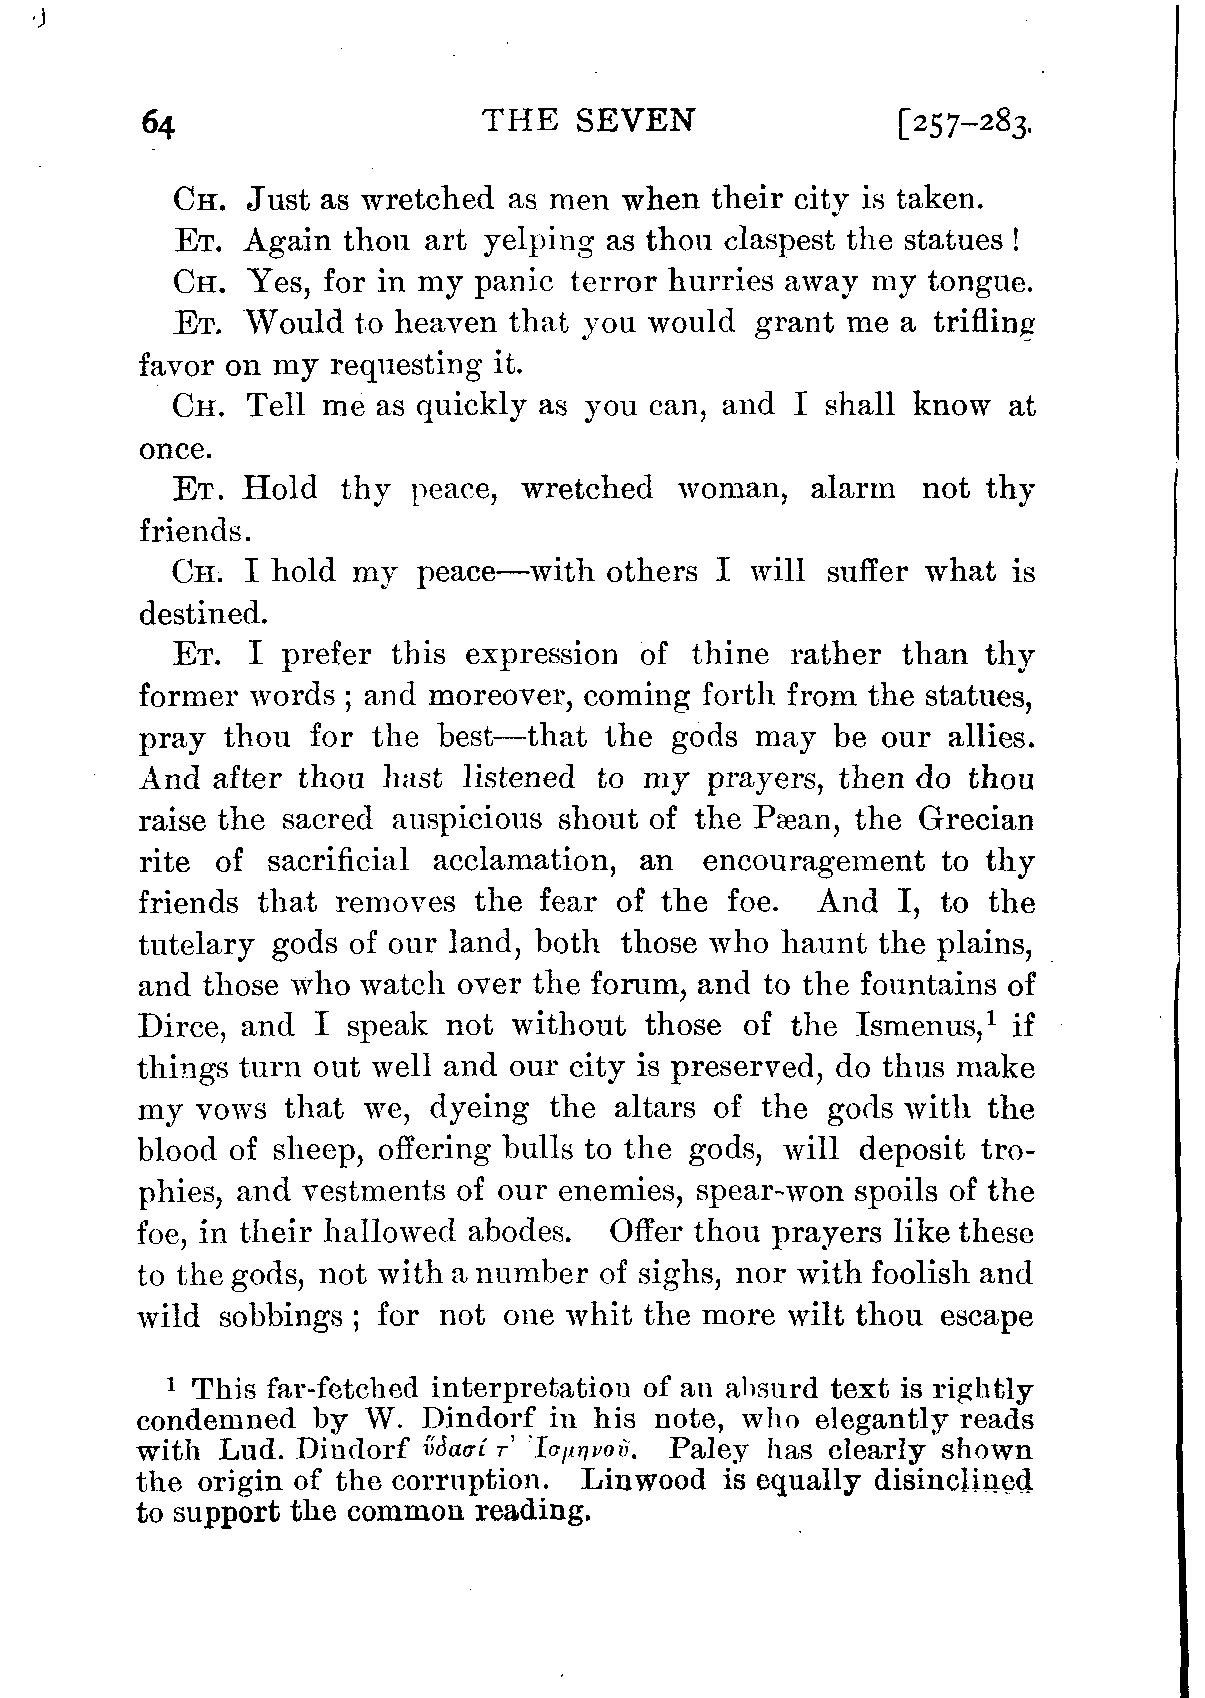 64 THE SEVEN [257–283.
CH. Just as wretched as men when their city is taken.
ET. Again thou art yelping as thou claspest the statues !
CH. Yes, for in my panic terror hurries away my tongue.
ET. Would to heaven that you would grant me a trifling
favor on my requesting it.
CH. Tell me as quickly as you can, and I shall know at
once.
ET. Hold thy peace, wretched woman, alarm not thy
friends.
CH. I hold my peace—with others I will suffer what is
destined.
ET. I prefer this expression of thine rather than thy
former words ; and moreover, coming forth from the statues,
pray thou for the best—that the gods may be our allies.
And after thou hast listened to my prayers, then do thou
raise the sacred auspicious shout of the Pæan, the Grecian
rite of sacrificial acclamation, an encouragement to thy
friends that removes the fear of the foe. And I, to the
tutelary gods of our land, both those who haunt the plains,
and those who watch over the forum, and to the fountains of
Dirce, and I speak not without those of the Ismenus,¹ if
things turn out well and our city is preserved, do thus make
my vows that we, dyeing the altars of the gods with the
blood of sheep, offering bulls to the gods, will deposit tro-
phies, and vestments of our enemies, spear-won spoils of the
foe, in their hallowed abodes. Offer thou prayers like these
to the gods, not with a number of sighs, nor with foolish and
wild sobbings ; for not one whit the more wilt thou escape
¹ This far-fetched interpretation of an absurd text is rightly
condemned by W. Dindorf in his note, who elegantly reads
with Lud. Dindorf ὕδασί τ' Ἰσμηνοῦ. Paley has clearly shown
the origin of the corruption. Linwood is equally disinclined
to support the common reading.